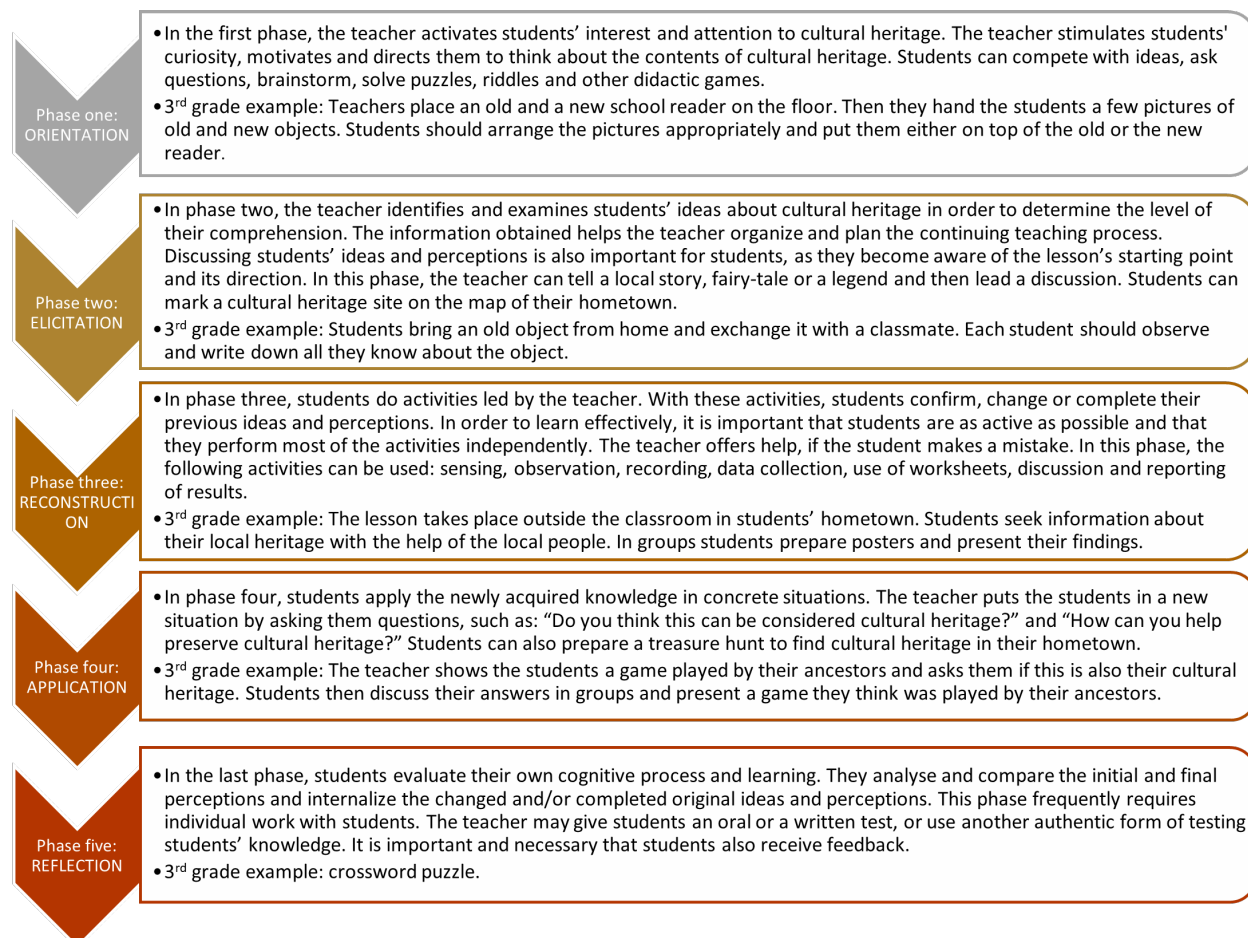 Phase one:
ORIENTATION
•In the first phase, the teacher activates students’ interest and attention to cultural heritage. The teacher stimulates students'
curiosity, motivates and directs them to think about the contents of cultural heritage. Students can compete with ideas, ask
questions, brainstorm, solve puzzles, riddles and other didactic games.
•3rd grade example: Teachers place an old and a new school reader on the floor. Then they hand the students a few pictures of
old and new objects. Students should arrange the pictures appropriately and put them either on top of the old or the new
reader.
Phase two:
ELICITATION
•In phase two, the teacher identifies and examines students’ ideas about cultural heritage in order to determine the level of
their comprehension. The information obtained helps the teacher organize and plan the continuing teaching process.
Discussing students’ ideas and perceptions is also important for students, as they become aware of the lesson’s starting point
and its direction. In this phase, the teacher can tell a local story, fairy-tale or a legend and then lead a discussion. Students can
mark a cultural heritage site on the map of their hometown.
•3rd grade example: Students bring an old object from home and exchange it with a classmate. Each student should observe
and write down all they know about the object.
Phase three:
RECONSTRUCTI
ON
•In phase three, students do activities led by the teacher. With these activities, students confirm, change or complete their
previous ideas and perceptions. In order to learn effectively, it is important that students are as active as possible and that
they perform most of the activities independently. The teacher offers help, if the student makes a mistake. In this phase, the
following activities can be used: sensing, observation, recording, data collection, use of worksheets, discussion and reporting
of results.
•3rd grade example: The lesson takes place outside the classroom in students’ hometown. Students seek information about
their local heritage with the help of the local people. In groups students prepare posters and present their findings.
Phase four:
APPLICATION
•In phase four, students apply the newly acquired knowledge in concrete situations. The teacher puts the students in a new
situation by asking them questions, such as: “Do you think this can be considered cultural heritage?” and “How can you help
preserve cultural heritage?” Students can also prepare a treasure hunt to find cultural heritage in their hometown.
•3rd grade example: The teacher shows the students a game played by their ancestors and asks them if this is also their cultural
heritage. Students then discuss their answers in groups and present a game they think was played by their ancestors.
Phase five:
REFLECTION
•In the last phase, students evaluate their own cognitive process and learning. They analyse and compare the initial and final
perceptions and internalize the changed and/or completed original ideas and perceptions. This phase frequently requires
individual work with students. The teacher may give students an oral or a written test, or use another authentic form of testing
students’ knowledge. It is important and necessary that students also receive feedback.
•3rd grade example: crossword puzzle.